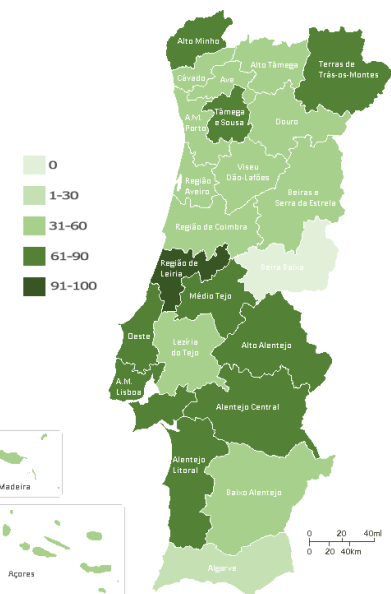 Alto Minho
Alto Tâmega
Terras de
Trás-os-Montes
Cávado
Ave
Tâmega
e Sousa
A.M.
Porto
Douro
Viseu
Dão-Lafões
Região
Aveiro
Beiras e
Serra da Estrela
Região de Coimbra
Região de
Leiria
Beira Baixa
Médio Tejo
Oeste
Lezíria
do Tejo
Alto Alentejo
A.M.
Lisboa
Alentejo Central
Alentejo
Litoral
Baixo Alentejo
Algarve
Madeira
Açores
0
1-30
31-60
61-90
91-100
0 20 40ml
0 20 40km